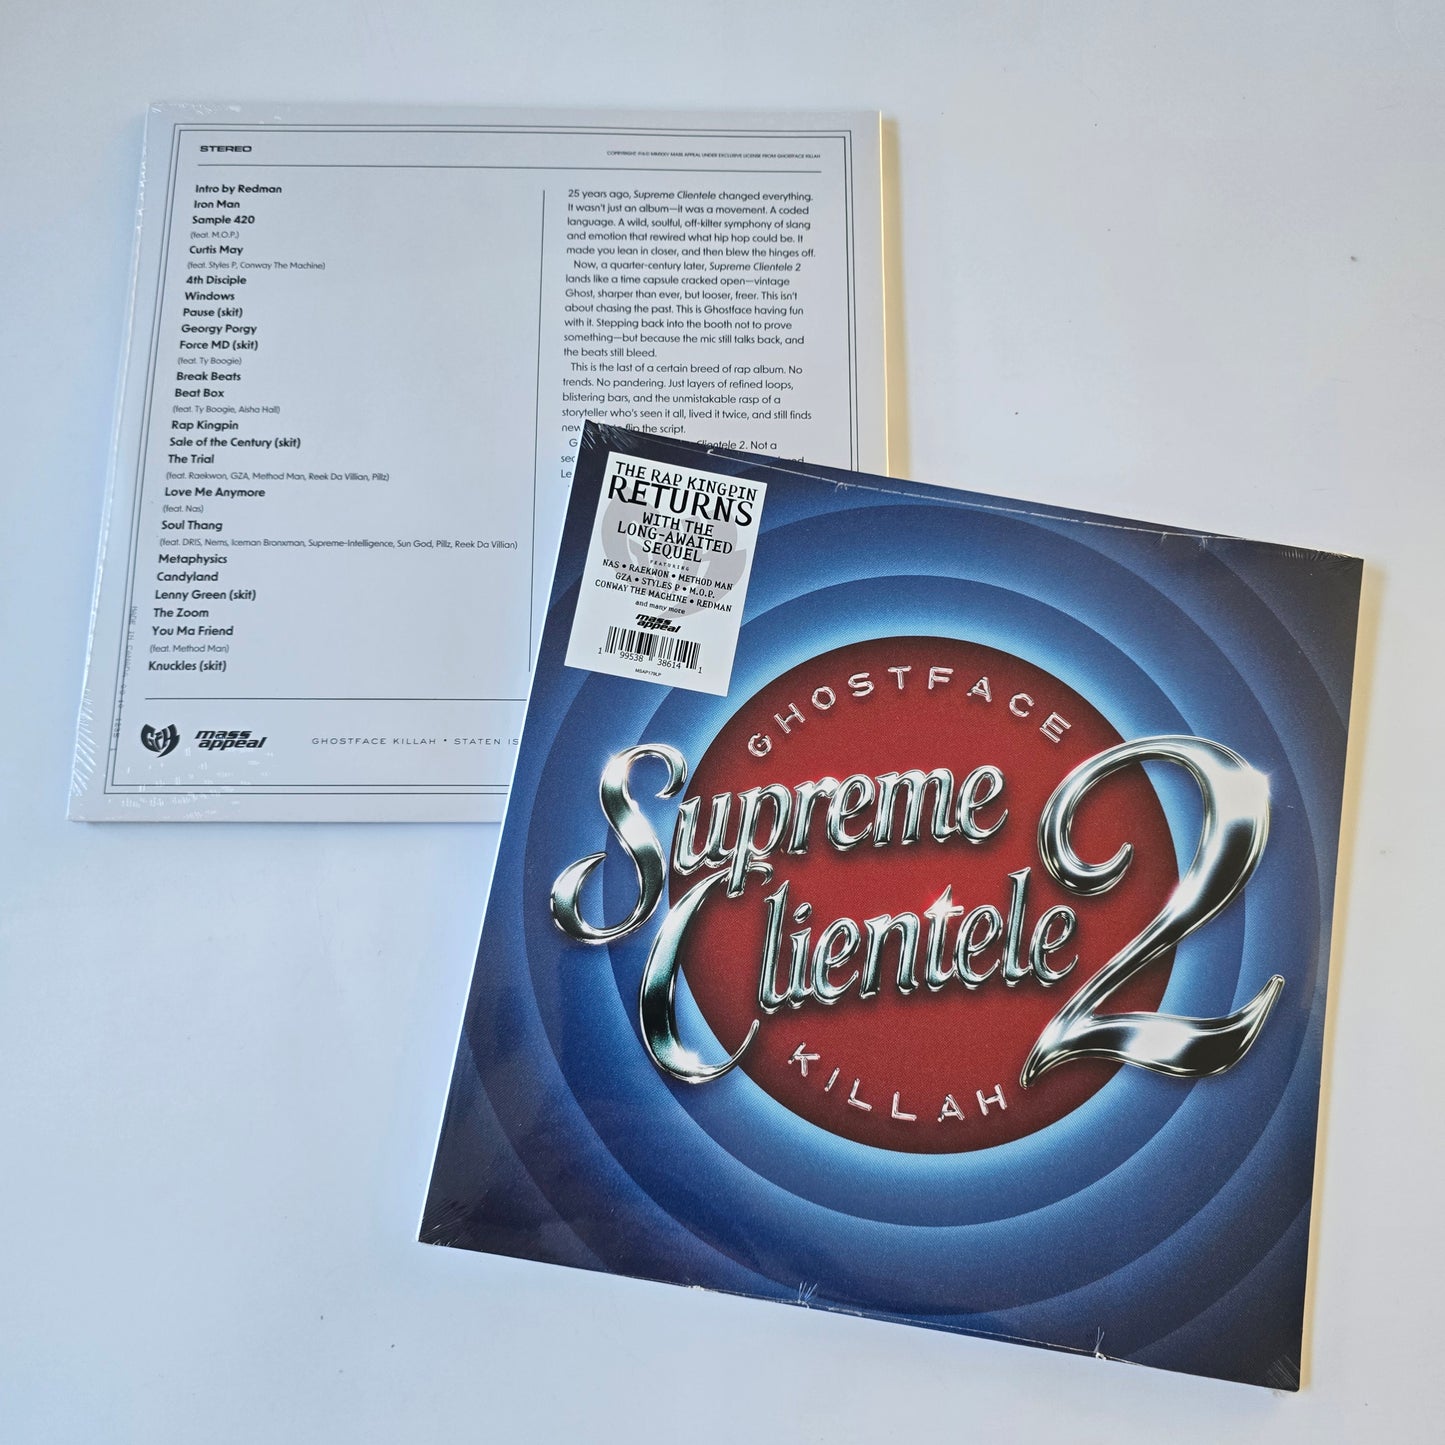 STEREO
COPYRIGHT ℗&© MMXXV MASS APPEAL UNDER EXCLUSIVE LICENSE FROM GHOSTFACE KILLAH
Intro by Redman
Iron Man
Sample 420
(feat. M.O.P.)
Curtis May
(feat. Styles P, Conway The Machine)
4th Disciple
Windows
Pause (skit)
Georgy Porgy
Force MD (skit)
(feat. Ty Boogie)
Break Beats
Beat Box
(feat. Ty Boogie, Aisha Hall)
Rap Kingpin
Sale of the Century (skit)
The Trial
(feat. Raekwon, GZA, Method Man, Reek Da Villian, Pillz)
Love Me Anymore
(feat. Nas)
Soul Thang
(feat. DRIS, Nems, Iceman Bronxman, Supreme-Intelligence, Sun God, Pillz, Reek Da Villian)
Metaphysics
Candyland
Lenny Green (skit)
The Zoom
You Ma Friend
(feat. Method Man)
Knuckles (skit)
25 years ago, Supreme Clientele changed everything.
It wasn't just an album—it was a movement. A coded
language. A wild, soulful, off-kilter symphony of slang
and emotion that rewired what hip hop could be. It
made you lean in closer, and then blew the hinges off.
Now, a quarter-century later, Supreme Clientele 2
lands like a time capsule cracked open—vintage
Ghost, sharper than ever, but looser, freer. This isn't
about chasing the past. This is Ghostface having fun
with it. Stepping back into the booth not to prove
something—but because the mic still talks back, and
the beats still bleed.
This is the last of a certain breed of rap album. No
trends. No pandering. Just layers of refined loops,
blistering bars, and the unmistakable rasp of a
storyteller who's seen it all, lived it twice, and still finds
new flip the script.
Clientele 2. Not a
GFK
mass appeal
GHOSTFACE KILLAH • STATEN IS
THE RAP KINGPIN
RETURNS
WITH THE
LONG-AWAITED
SEQUEL
FEATURING
NAS • RAEKWON • METHOD MAN
GZA • STYLES P • M.O.P.
CONWAY THE MACHINE • REDMAN
and many more
mass appeal
1 99538 38614 1
MSAP179LP
GHOSTFACE
Supreme
Clientele 2
KILLAH